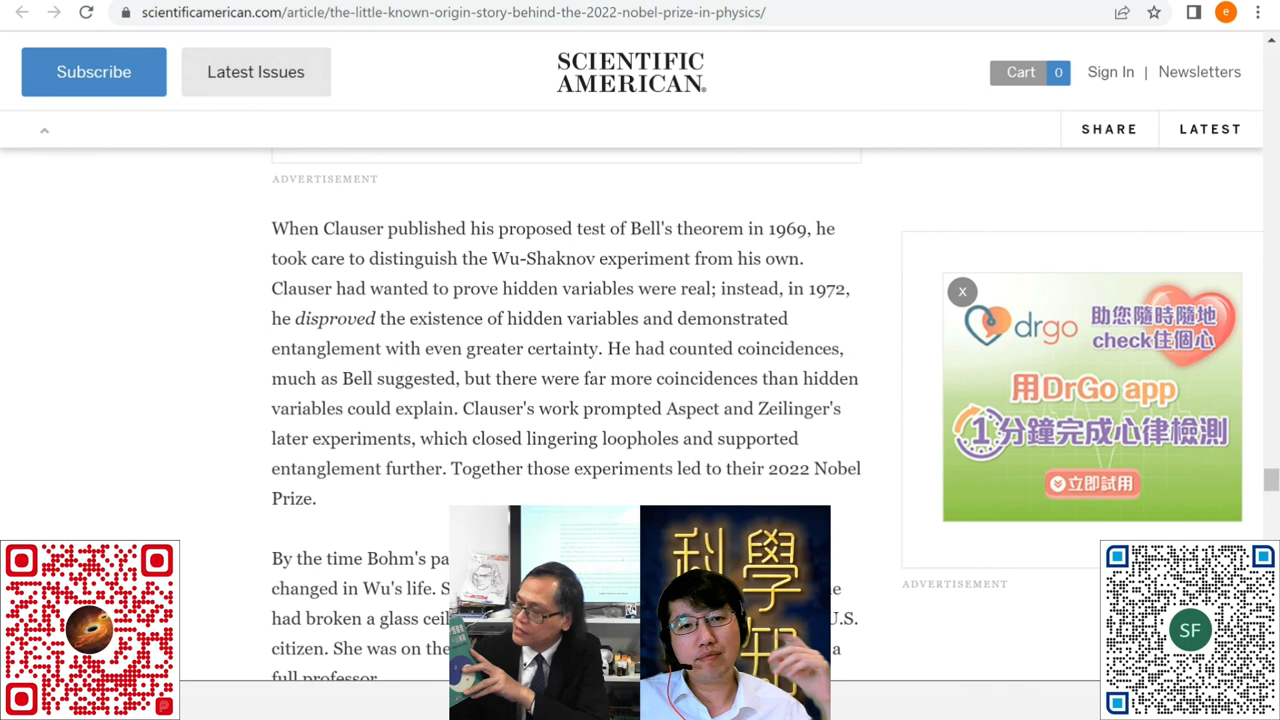 scientificamerican.com/article/the-little-known-origin-story-behind-the-2022-nobel-prize-in-physics/
e
Subscribe
Latest Issues
SCIENTIFIC
AMERICAN
Cart 0
Sign In | Newsletters
SHARE
LATEST
ADVERTISEMENT
When Clauser published his proposed test of Bell's theorem in 1969, he
took care to distinguish the Wu-Shaknov experiment from his own.
Clauser had wanted to prove hidden variables were real; instead, in 1972,
he disproved the existence of hidden variables and demonstrated
entanglement with even greater certainty. He had counted coincidences,
much as Bell suggested, but there were far more coincidences than hidden
variables could explain. Clauser's work prompted Aspect and Zeilinger's
later experiments, which closed lingering loopholes and supported
entanglement further. Together those experiments led to their 2022 Nobel
Prize.
By the time Bohm's pa
changed in Wu's life. S
had broken a glass ceil U.S.
citizen. She was on the a
full professor.
X
drgo
助您隨時隨地
check住個心
用DrGo app
1分鐘完成心律檢測
立即試用
ADVERTISEMENT
科學
SF